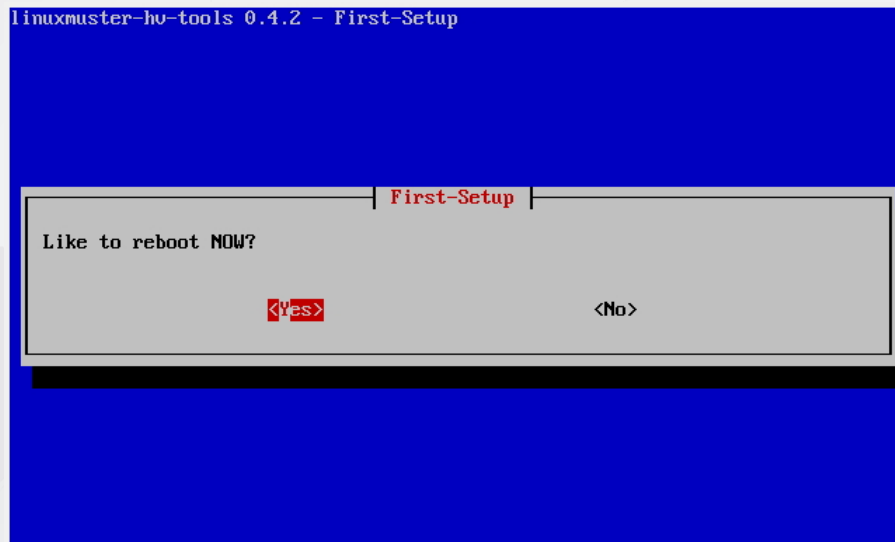 linuxmuster-hv-tools 0.4.2 - First-Setup
First-Setup
Like to reboot NOW?
<Yes> <No>